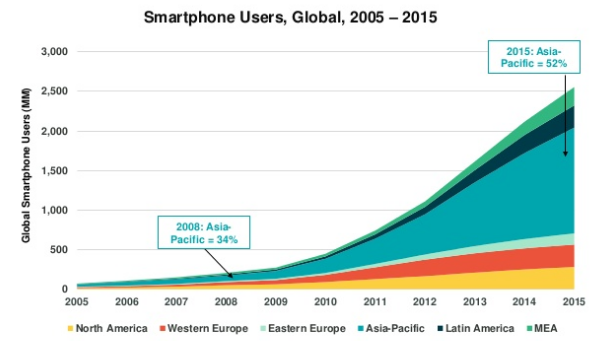 Smartphone Users, Global, 2005 – 2015
3,000
2,500
2,000
1,500
1,000
500
0
Global Smartphone Users (MM)
2015: Asia-
Pacific = 52%
2008: Asia-
Pacific = 34%
2005 2006 2007 2008 2009 2010 2011 2012 2013 2014 2015
North America Western Europe Eastern Europe Asia-Pacific Latin America MEA